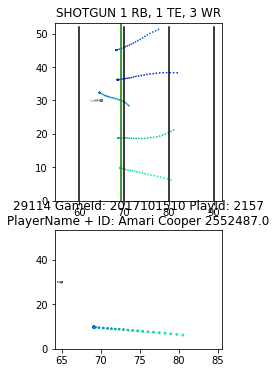 SHOTGUN 1 RB, 1 TE, 3 WR
50
40
30
20
10
0
60 70 80 90
29114 GameId: 2017101510 PlayId: 2157
PlayerName + ID: Amari Cooper 2552487.0
40
20
0
65 70 75 80 85